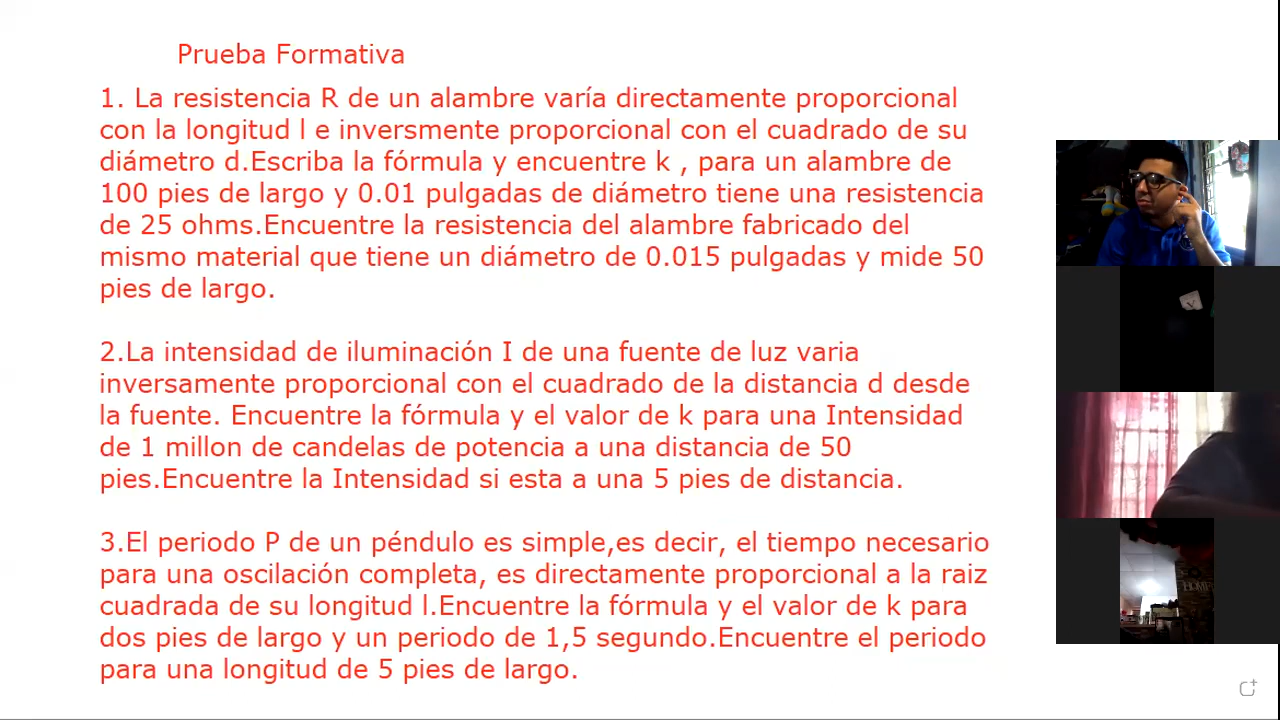 Prueba Formativa
1. La resistencia R de un alambre varía directamente proporcional
con la longitud l e inversmente proporcional con el cuadrado de su
diámetro d.Escriba la fórmula y encuentre k , para un alambre de
100 pies de largo y 0.01 pulgadas de diámetro tiene una resistencia
de 25 ohms.Encuentre la resistencia del alambre fabricado del
mismo material que tiene un diámetro de 0.015 pulgadas y mide 50
pies de largo.
2.La intensidad de iluminación I de una fuente de luz varia
inversamente proporcional con el cuadrado de la distancia d desde
la fuente. Encuentre la fórmula y el valor de k para una Intensidad
de 1 millon de candelas de potencia a una distancia de 50
pies.Encuentre la Intensidad si esta a una 5 pies de distancia.
3.El periodo P de un péndulo es simple,es decir, el tiempo necesario
para una oscilación completa, es directamente proporcional a la raiz
cuadrada de su longitud l.Encuentre la fórmula y el valor de k para
dos pies de largo y un periodo de 1,5 segundo.Encuentre el periodo
para una longitud de 5 pies de largo.
HOME